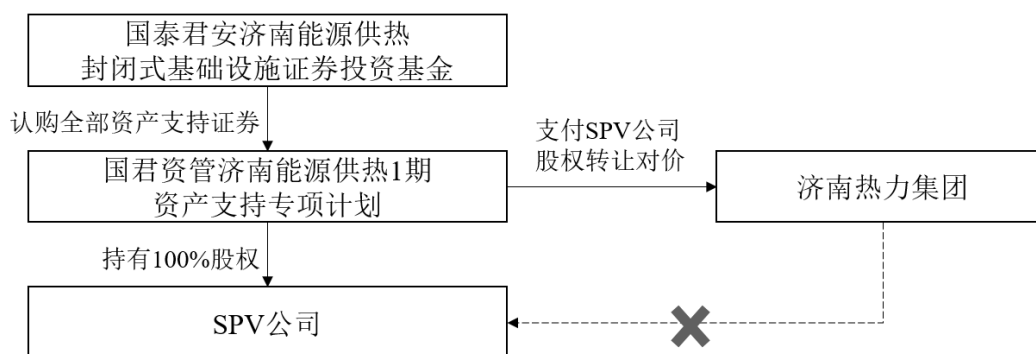 国泰君安济南能源供热
封闭式基础设施证券投资基金
认购全部资产支持证券
国君资管济南能源供热1期
资产支持专项计划
支付SPV公司
股权转让对价
济南热力集团
持有100%股权
SPV公司